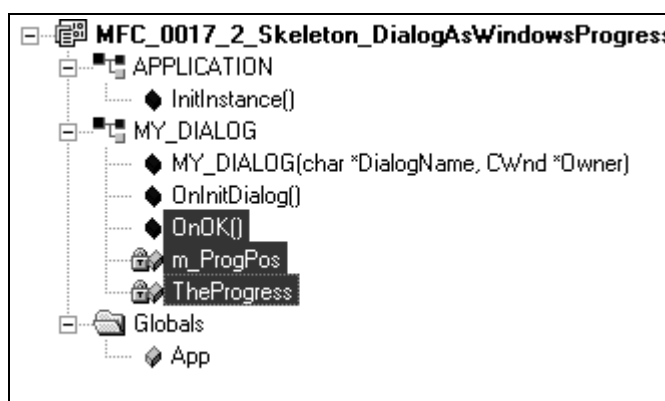 MFC_0017_2_Skeleton_DialogAsWindowsProgress
APPLICATION
InitInstance()
MY_DIALOG
MY_DIALOG(char *DialogName, CWnd *Owner)
OnInitDialog()
OnOK()
m_ProgPos
TheProgress
Globals
App